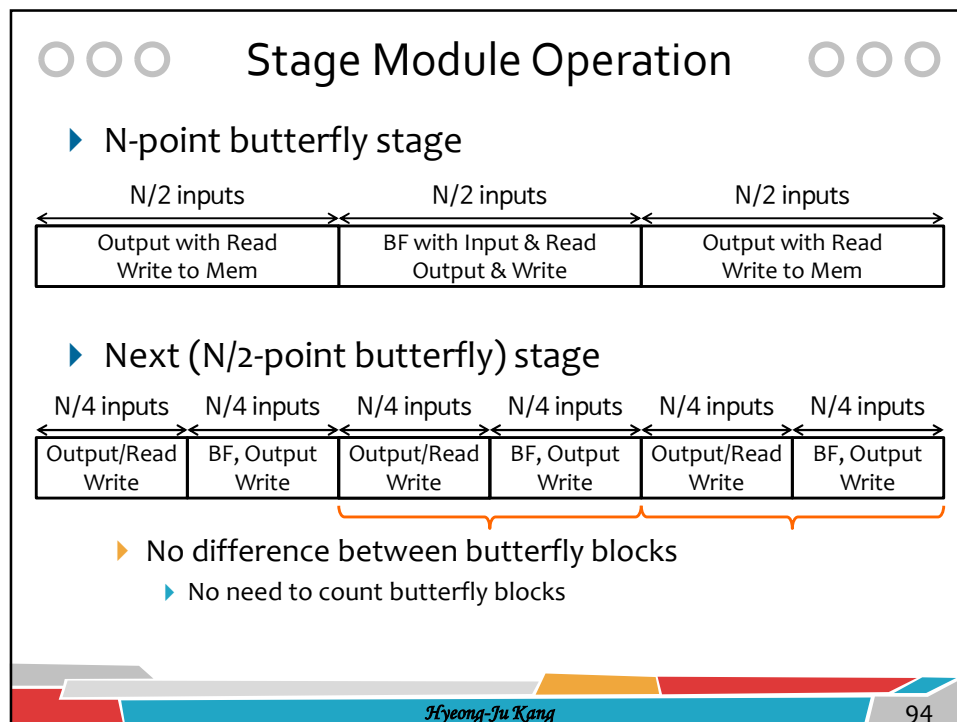 Stage Module Operation
N-point butterfly stage
N/2 inputs N/2 inputs N/2 inputs
Output with Read BF with Input & Read Output with Read
Write to Mem Output & Write Write to Mem
Next (N/2-point butterfly) stage
N/4 inputs N/4 inputs N/4 inputs N/4 inputs N/4 inputs N/4 inputs
Output/Read BF, Output Output/Read BF, Output Output/Read BF, Output
Write Write Write Write Write Write
No difference between butterfly blocks
No need to count butterfly blocks
Hyeong-Ju Kang
94